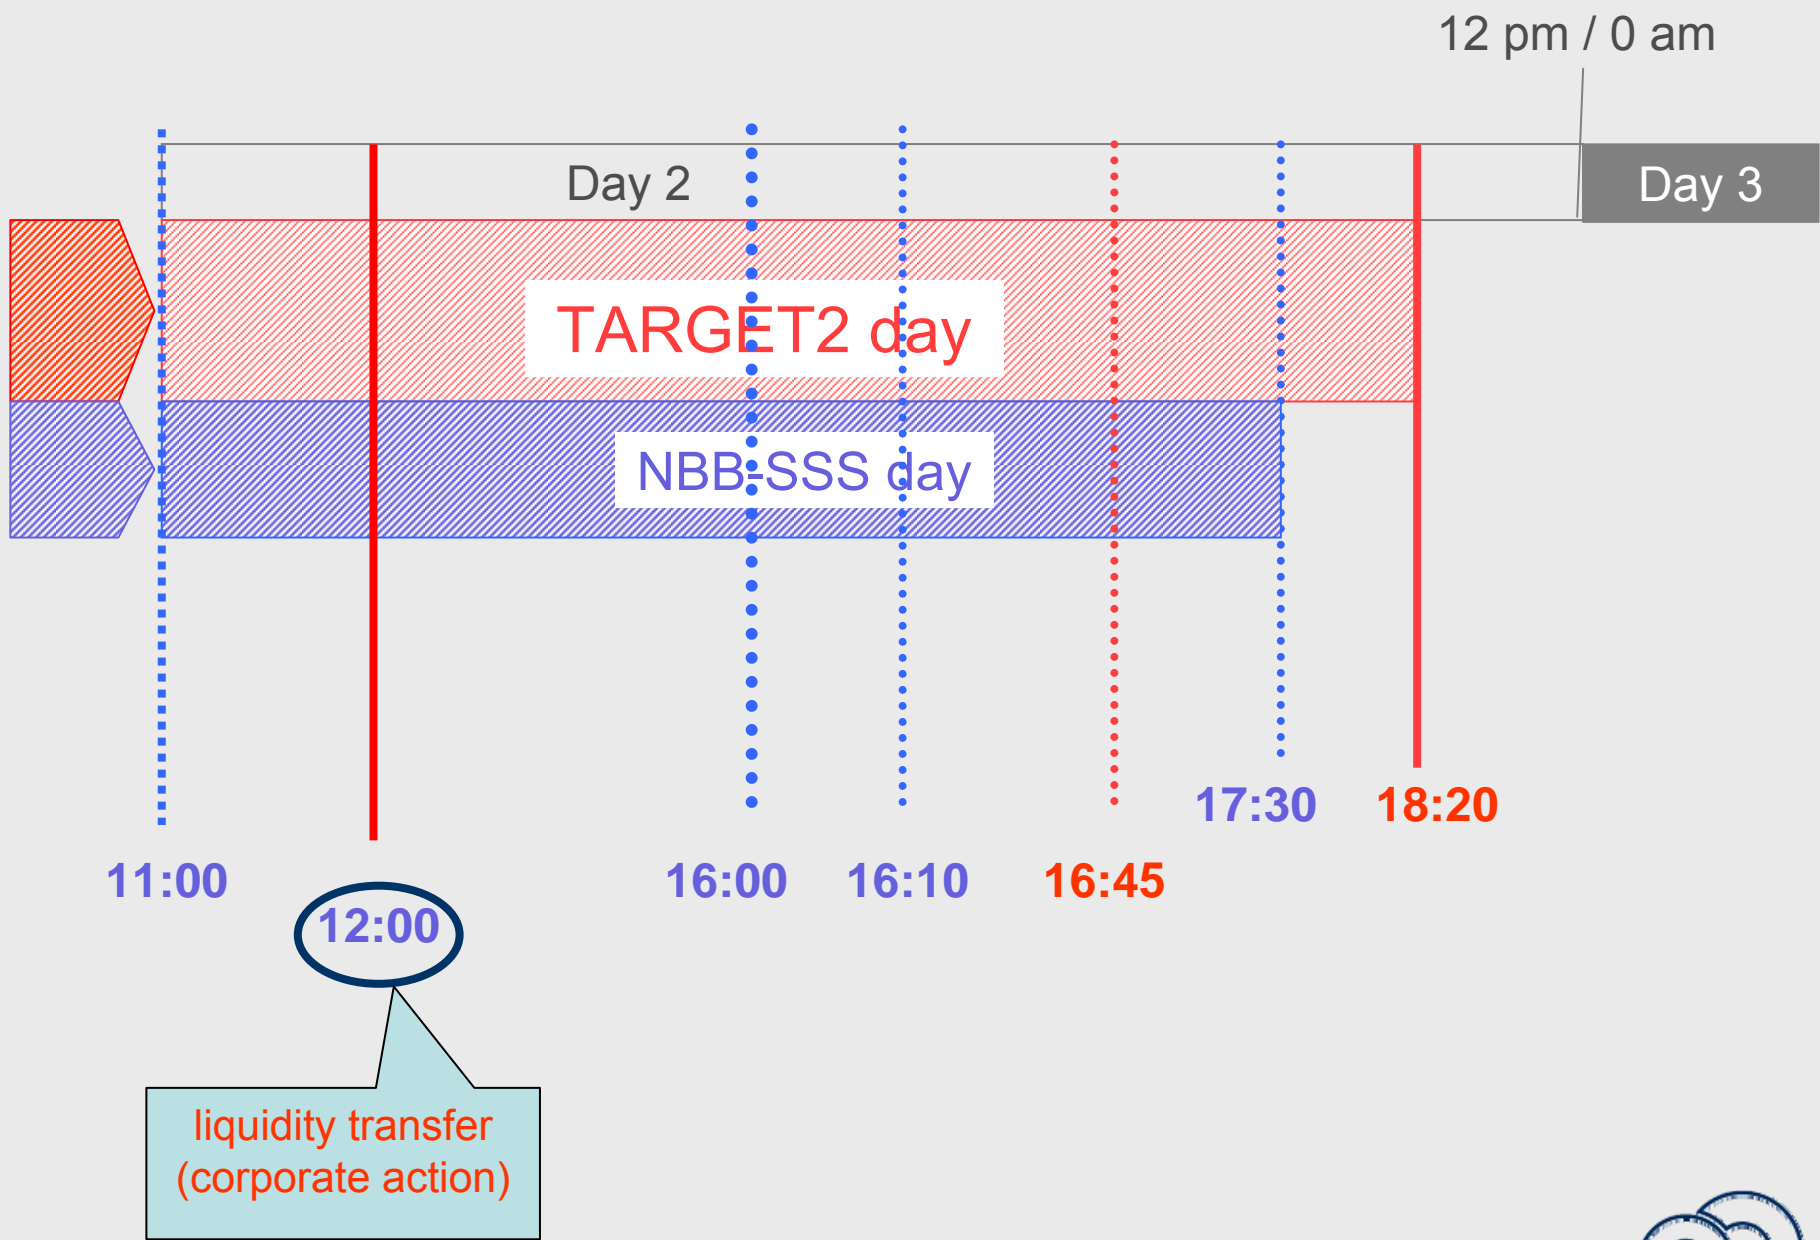 12 pm / 0 am
Day 2
Day 3
TARGET2 day
NBB-SSS day
17:30
18:20
11:00
16:00
16:10
16:45
12:00
liquidity transfer
(corporate action)